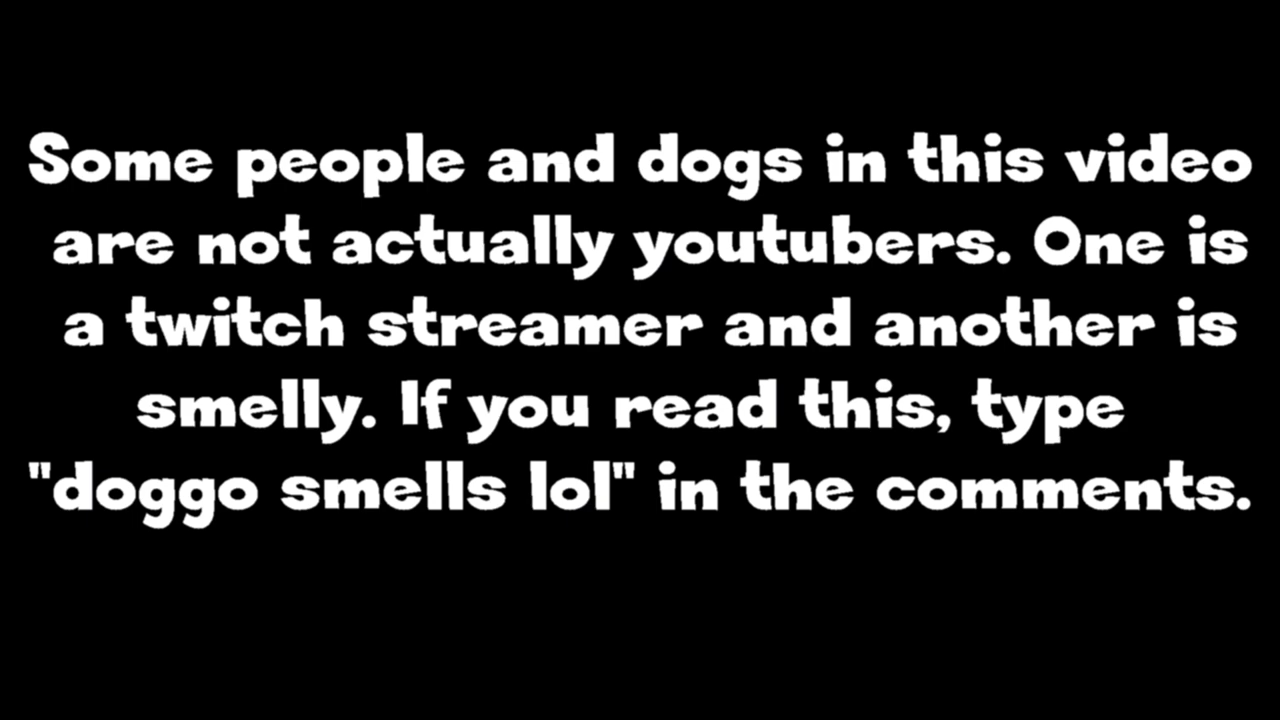 Some people and dogs in this video
are not actually youtubers. One is
a twitch streamer and another is
smelly. If you read this, type
"doggo smells lol" in the comments.